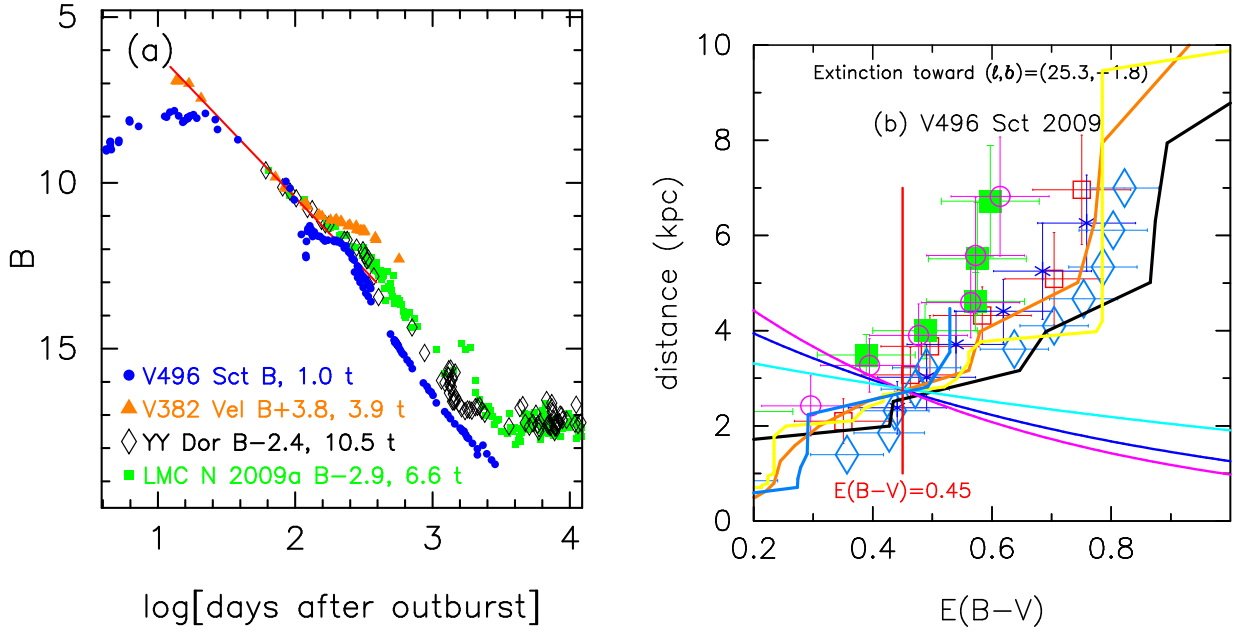 (a)
5
10
15
B
V496 Sct B, 1.0 t
V382 Vel B+3.8, 3.9 t
YY Dor B−2.4, 10.5 t
LMC N 2009a B−2.9, 6.6 t
1 2 3 4
log[days after outburst]
10
8
6
4
2
0
distance (kpc)
Extinction toward (l,b)=(25.3,−1.8)
(b) V496 Sct 2009
E(B−V)=0.45
0.2 0.4 0.6 0.8
E(B−V)